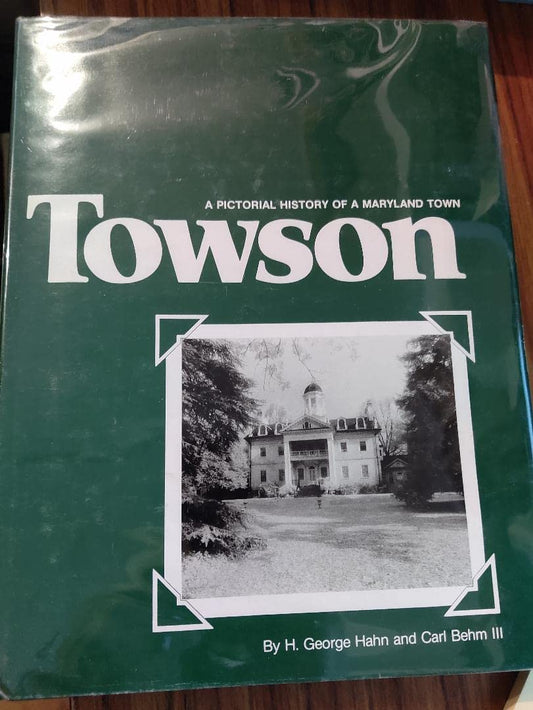 A PICTORIAL HISTORY OF A MARYLAND TOWN
TOWSON
By H. George Hahn and Carl Behm III